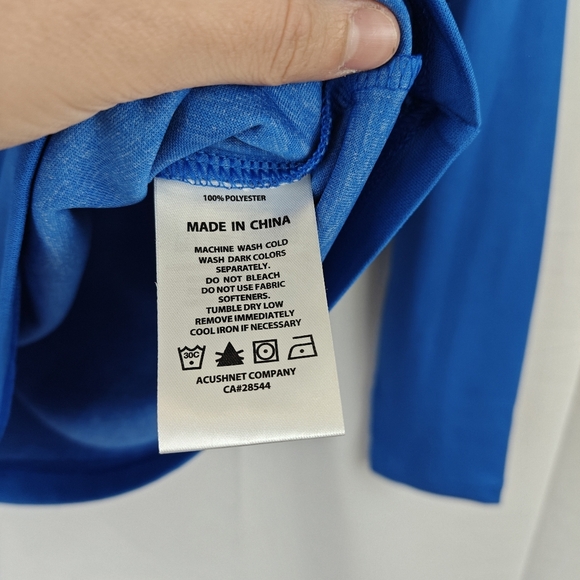 100% POLYESTER
MADE IN CHINA
MACHINE WASH COLD
WASH DARK COLORS
SEPARATELY.
DO NOT BLEACH
DO NOT USE FABRIC
SOFTENERS.
TUMBLE DRY LOW
REMOVE IMMEDIATELY
COOL IRON IF NECESSARY
30C
ACUSHNET COMPANY
CA#28544